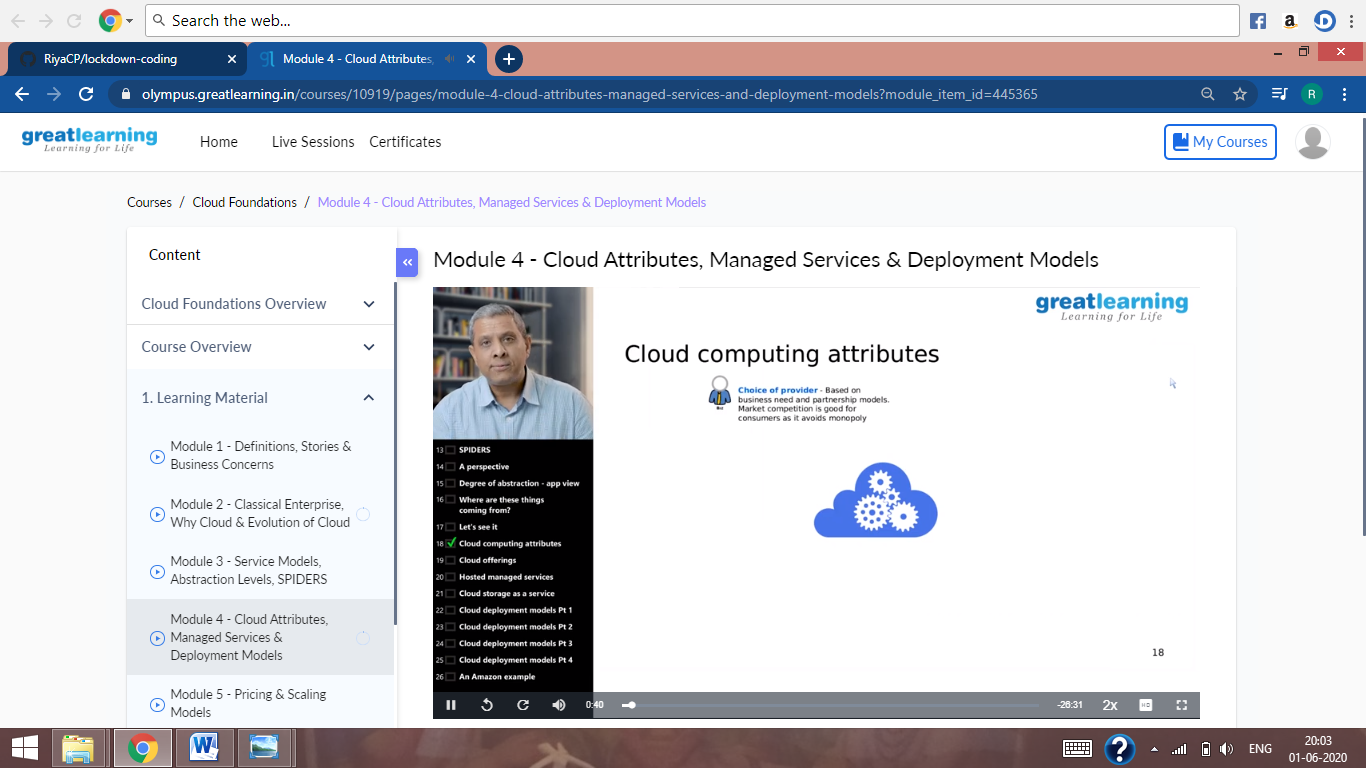 Search the web...
RiyaCP/lockdown-coding
Module 4 - Cloud Attributes,
olympus.greatlearning.in/courses/10919/pages/module-4-cloud-attributes-managed-services-and-deployment-models?module_item_id=445365
R
greatlearning
Learning for Life
Home
Live Sessions
Certificates
My Courses
Courses / Cloud Foundations / Module 4 - Cloud Attributes, Managed Services & Deployment Models
Content
Cloud Foundations Overview
Course Overview
1. Learning Material
Module 1 - Definitions, Stories &
Business Concerns
Module 2 - Classical Enterprise,
Why Cloud & Evolution of Cloud
Module 3 - Service Models,
Abstraction Levels, SPIDERS
Module 4 - Cloud Attributes,
Managed Services &
Deployment Models
Module 5 - Pricing & Scaling
Models
Module 4 - Cloud Attributes, Managed Services & Deployment Models
greatlearning
Learning for Life
Cloud computing attributes
Choice of provider - Based on
business need and partnership models.
Market competition is good for
consumers as it avoids monopoly
13 SPIDERS
14 A perspective
15 Degree of abstraction - app view
16 Where are these things
coming from?
17 Let's see it
18 Cloud computing attributes
19 Cloud offerings
20 Hosted managed services
21 Cloud storage as a service
22 Cloud deployment models Pt 1
23 Cloud deployment models Pt 2
24 Cloud deployment models Pt 3
25 Cloud deployment models Pt 4
26 An Amazon example
18
0:40
-26:31
2x
ENG
20:03
01-06-2020